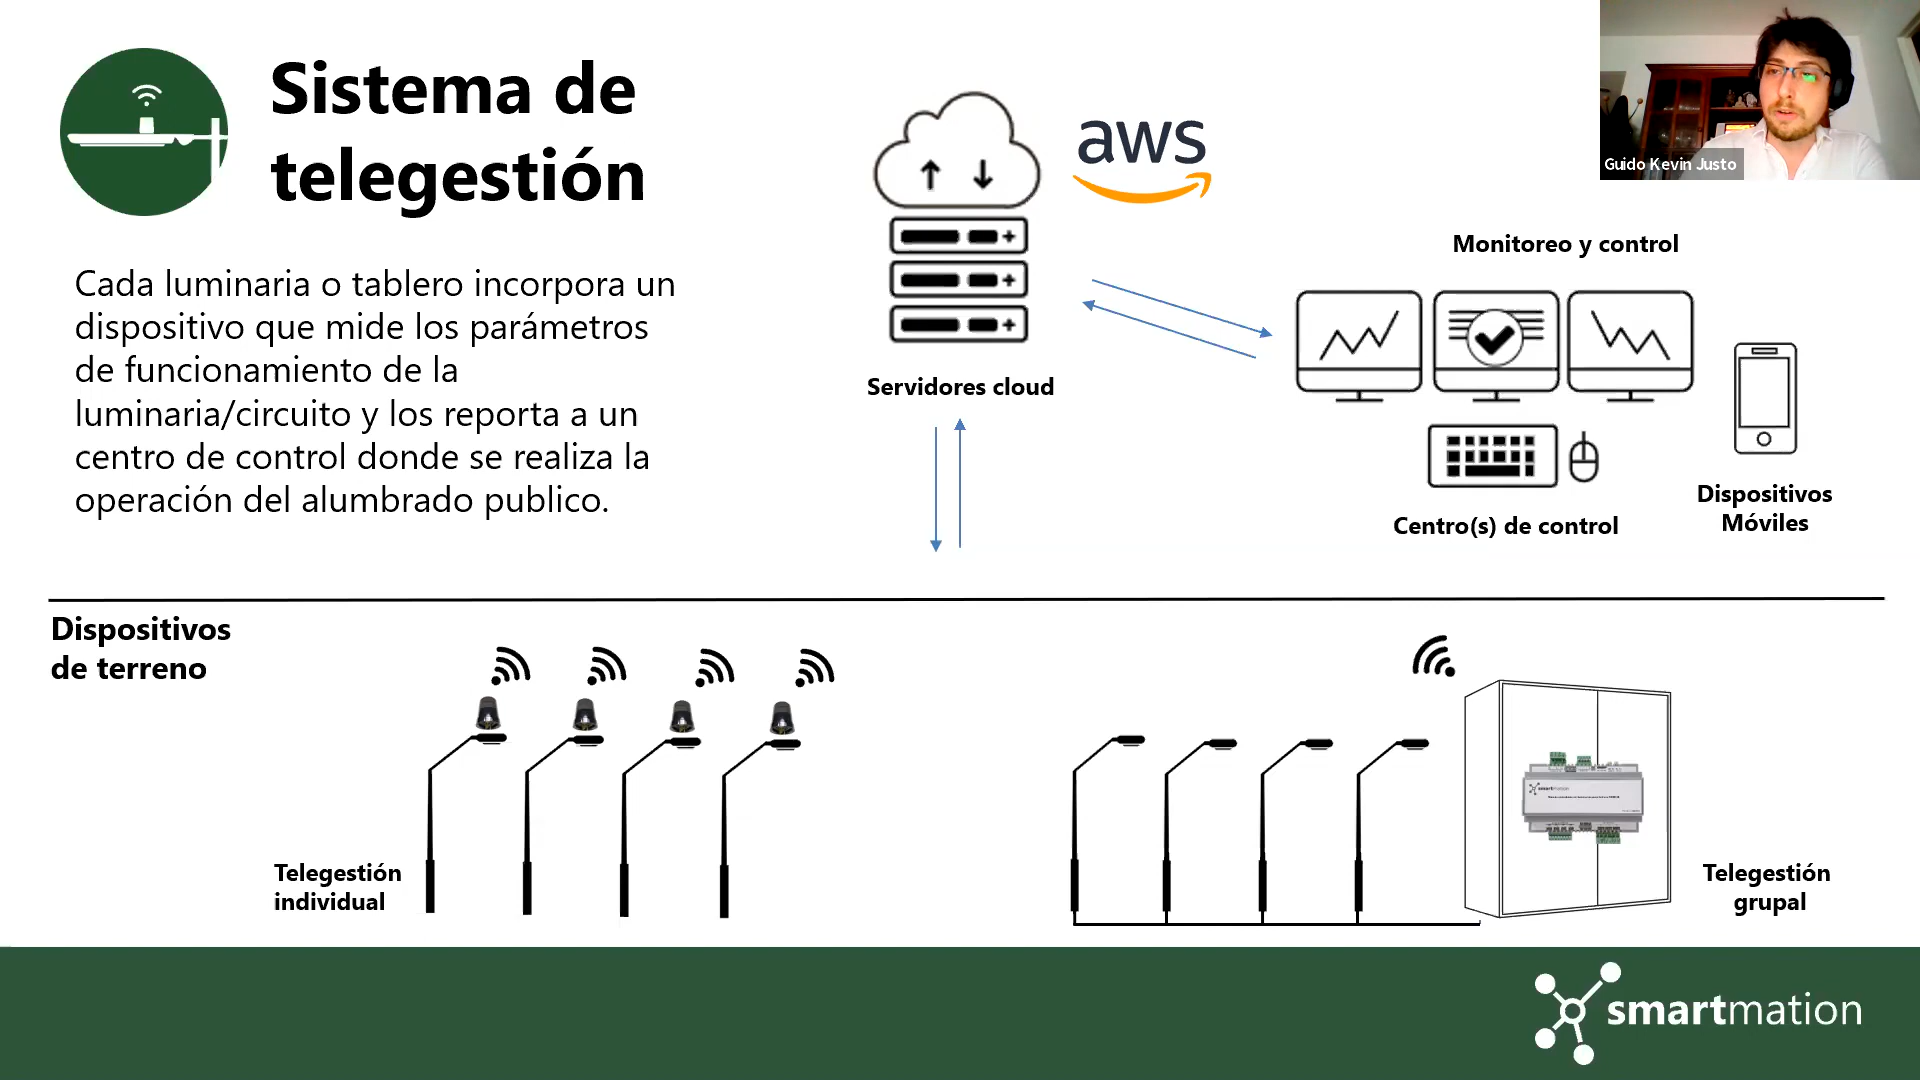 Sistema de
telegestión
Cada luminaria o tablero incorpora un
dispositivo que mide los parámetros
de funcionamiento de la
luminaria/circuito y los reporta a un
centro de control donde se realiza la
operación del alumbrado publico.
aws
Servidores cloud
Monitoreo y control
Centro(s) de control
Dispositivos
Móviles
Guido Kevin Justo
Dispositivos
de terreno
Telegestión
individual
smartmation
Telegestión
grupal
smartmation